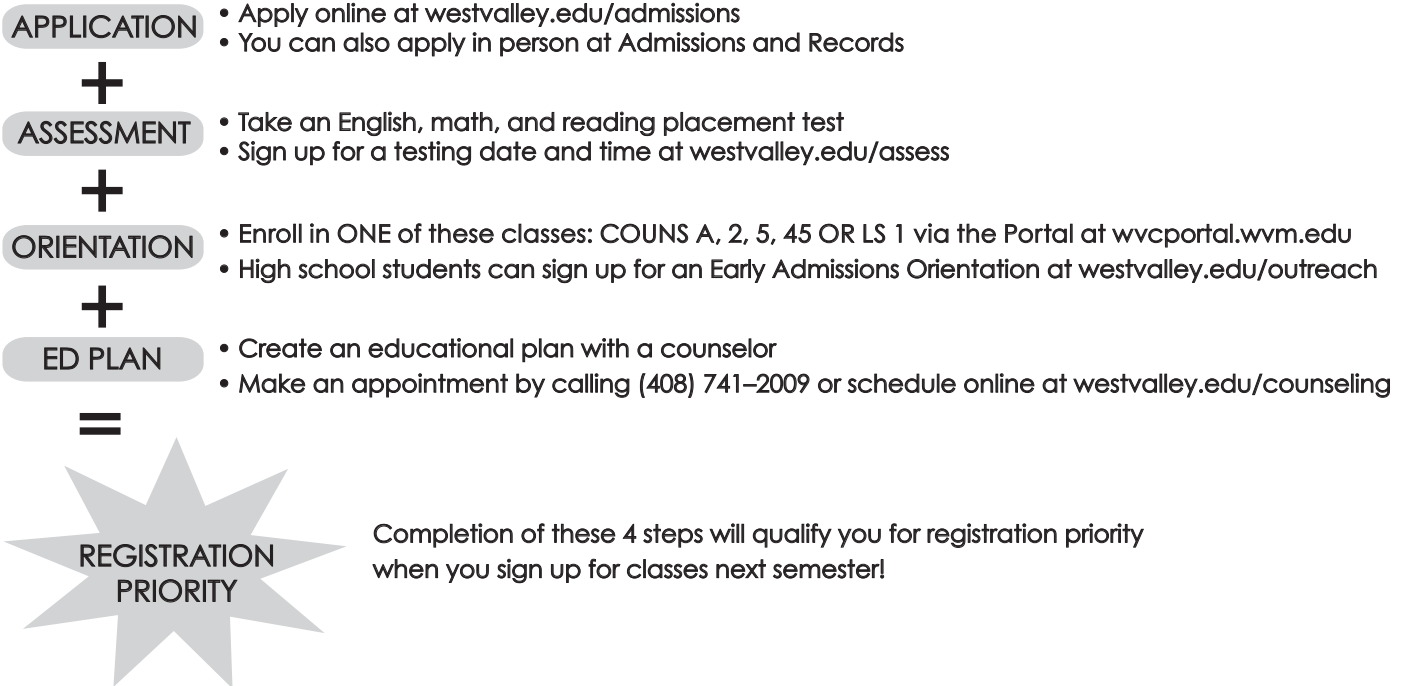 APPLICATION
• Apply online at westvalley.edu/admissions
• You can also apply in person at Admissions and Records
+
ASSESSMENT
• Take an English, math, and reading placement test
• Sign up for a testing date and time at westvalley.edu/assess
+
ORIENTATION
• Enroll in ONE of these classes: COUNS A, 2, 5, 45 OR LS 1 via the Portal at wvcportal.wvm.edu
• High school students can sign up for an Early Admissions Orientation at westvalley.edu/outreach
+
ED PLAN
• Create an educational plan with a counselor
• Make an appointment by calling (408) 741–2009 or schedule online at westvalley.edu/counseling
=
REGISTRATION
PRIORITY
Completion of these 4 steps will qualify you for registration priority
when you sign up for classes next semester!